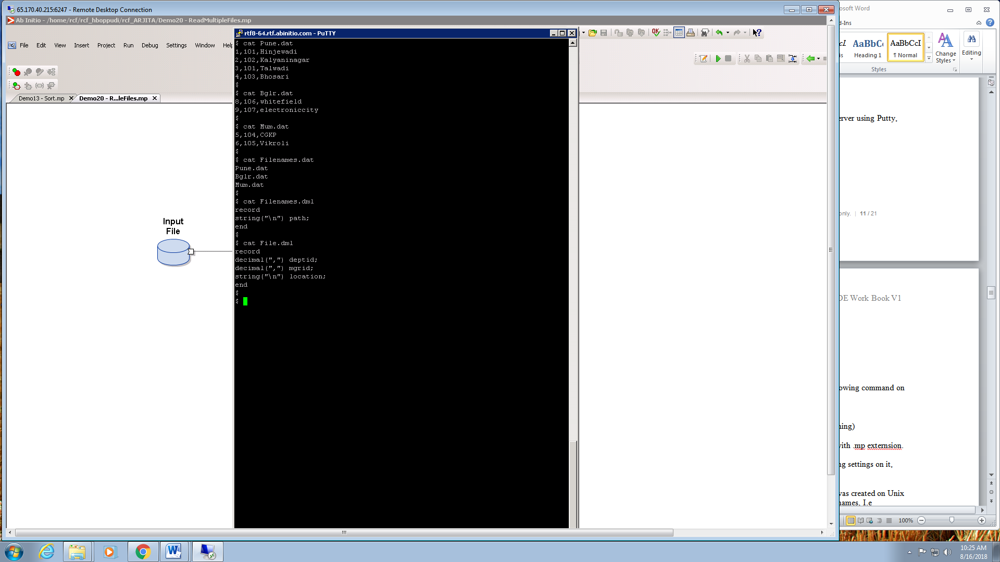 65.170.40.215:6247 - Remote Desktop Connection
Ab Initio - /home/rcf/rcf_hboppudi/rcf_ARJITA/Demo20 - ReadMultipleFiles.mp
File Edit View Insert Project Run Debug Settings Window Help
Demo13 - Sort.mp
Demo20 - R...leFiles.mp
Input
File
rtf8-64.rtf.abinitio.com - PuTTY
$ cat Pune.dat
1,101,Hinjewadi
2,102,Kalyaninagar
3,101,Talwadi
4,103,Bhosari
$
$ cat Bglr.dat
8,106,whitefield
9,107,electroniccity
$
$ cat Mum.dat
5,104,CGKP
6,105,Vikroli
$
$ cat Filenames.dat
Pune.dat
Bglr.dat
Mum.dat
$
$ cat Filenames.dml
record
string("\n") path;
end
$
$ cat File.dml
record
decimal(",") deptid;
decimal(",") mgrid;
string("\n") location;
end
$
$
OK
osoft Word
d-Ins
AaBbC
AaBbCcI
Heading 1
¶ Normal
Change
Styles
Editing
Styles
erver using Putty,
only. | 11 / 21
DE Work Book V1
owing command on
ning)
with .mp externsion.
ng settings on it,
was created on Unix
names. I.e
100%
10:25 AM
8/16/2018